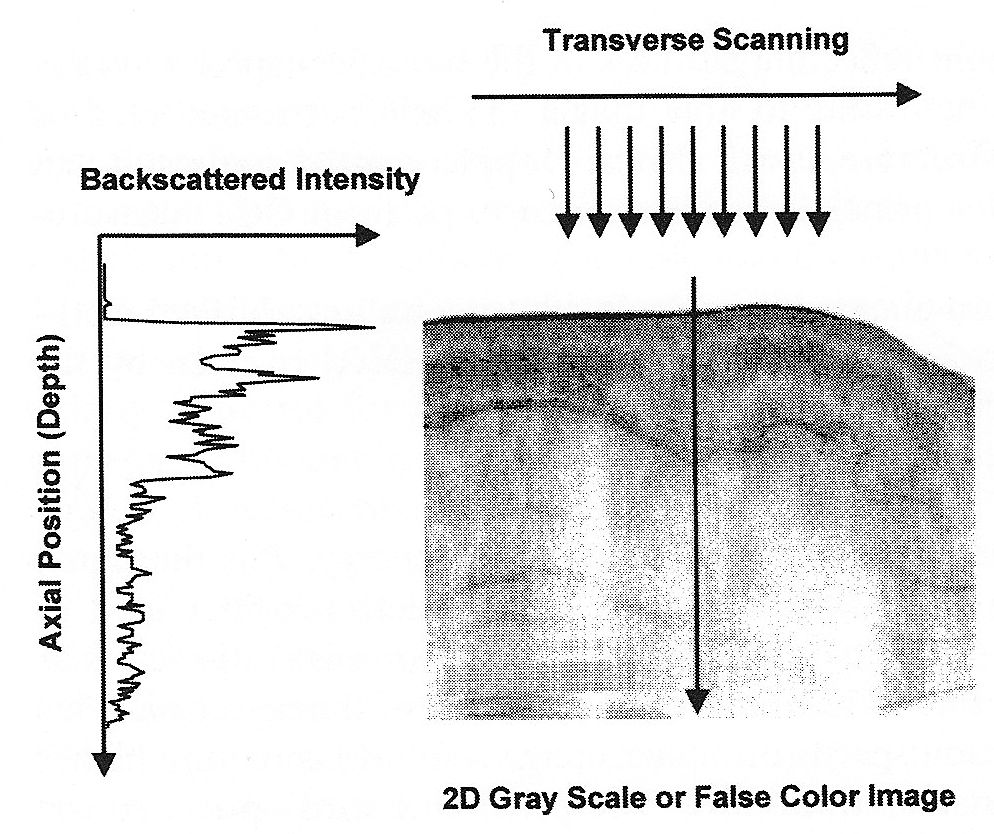 Transverse Scanning
Backscattered Intensity
Axial Position (Depth)
2D Gray Scale or False Color Image